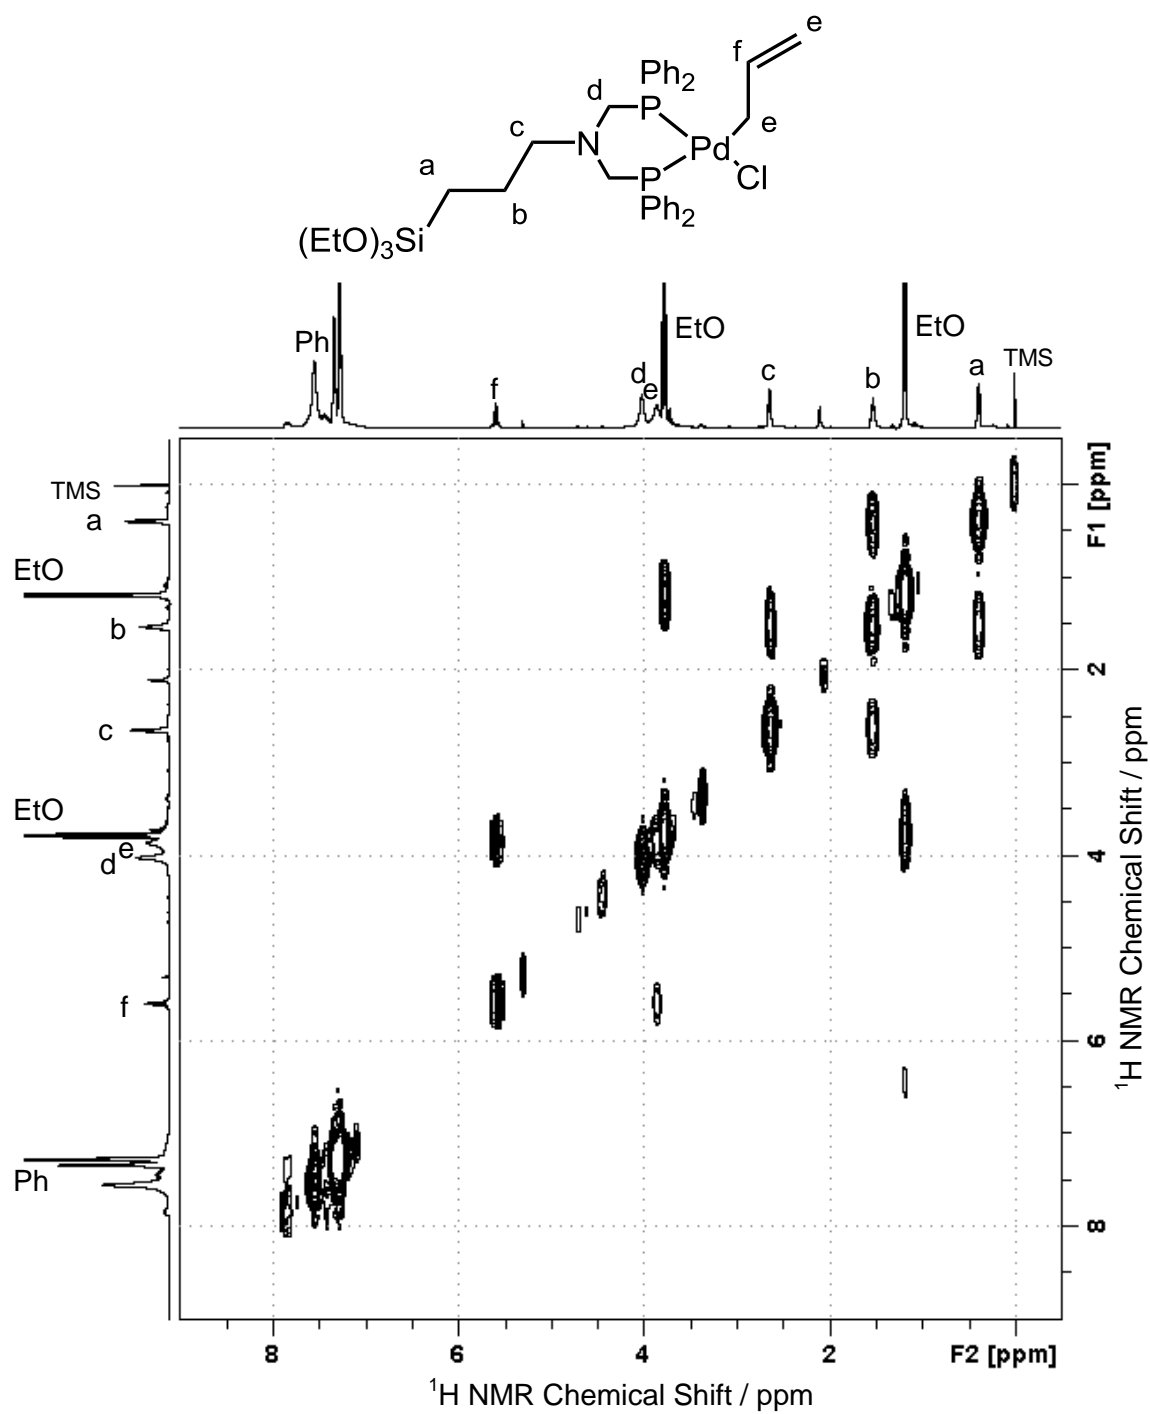 e
f
Ph2
d
P
e
c
N
Pd
a
P
Cl
b
Ph2
(EtO)3Si
EtO
EtO
Ph
TMS
d
a
c
b
f
e
TMS
a
EtO
b
c
EtO
e
d
f
Ph
F1 [ppm]
2
4
6
8
1H NMR Chemical Shift / ppm
8
6
4
2
F2 [ppm]
1H NMR Chemical Shift / ppm